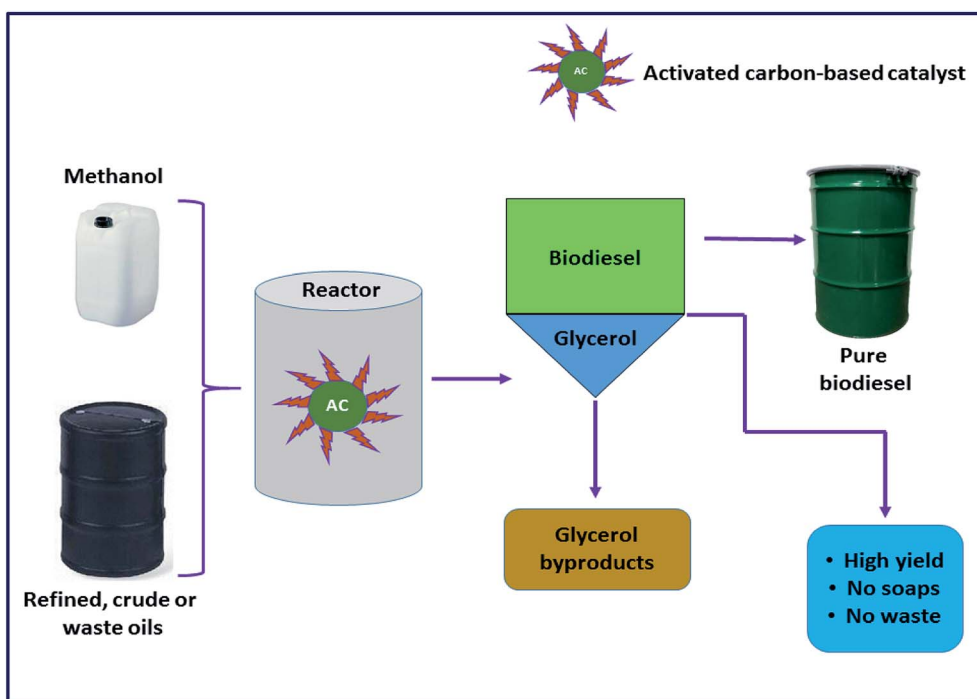 AC
Activated carbon-based catalyst
Methanol
Reactor
AC
Refined, crude or
waste oils
Biodiesel
Glycerol
Pure
biodiesel
Glycerol
byproducts
• High yield
• No soaps
• No waste